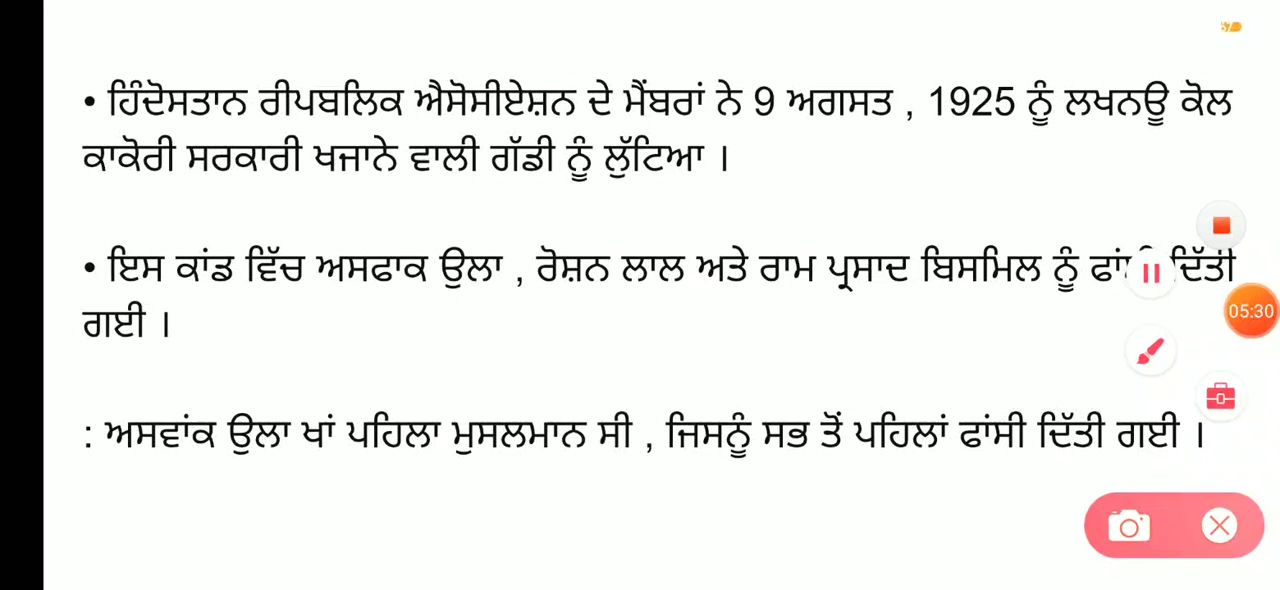 • ਹਿੰਦੋਸਤਾਨ ਰੀਪਬਲਿਕ ਐਸੋਸੀਏਸ਼ਨ ਦੇ ਮੈਂਬਰਾਂ ਨੇ 9 ਅਗਸਤ , 1925 ਨੂੰ ਲਖਨਊ ਕੋਲ
ਕਾਕੋਰੀ ਸਰਕਾਰੀ ਖਜਾਨੇ ਵਾਲੀ ਗੱਡੀ ਨੂੰ ਲੁੱਟਿਆ ।
• ਇਸ ਕਾਂਡ ਵਿੱਚ ਅਸਫਾਕ ਉਲਾ , ਰੋਸ਼ਨ ਲਾਲ ਅਤੇ ਰਾਮ ਪ੍ਰਸਾਦ ਬਿਸਮਿਲ ਨੂੰ ਦਿੱਤੀ
ਗਈ ।
05:30
: ਅਸਵਾਂਕ ਉਲਾ ਖਾਂ ਪਹਿਲਾ ਮੁਸਲਮਾਨ ਸੀ , ਜਿਸਨੂੰ ਸਭ ਤੋਂ ਪਹਿਲਾਂ ਫਾਂਸੀ ਦਿੱਤੀ ਗਈ ।